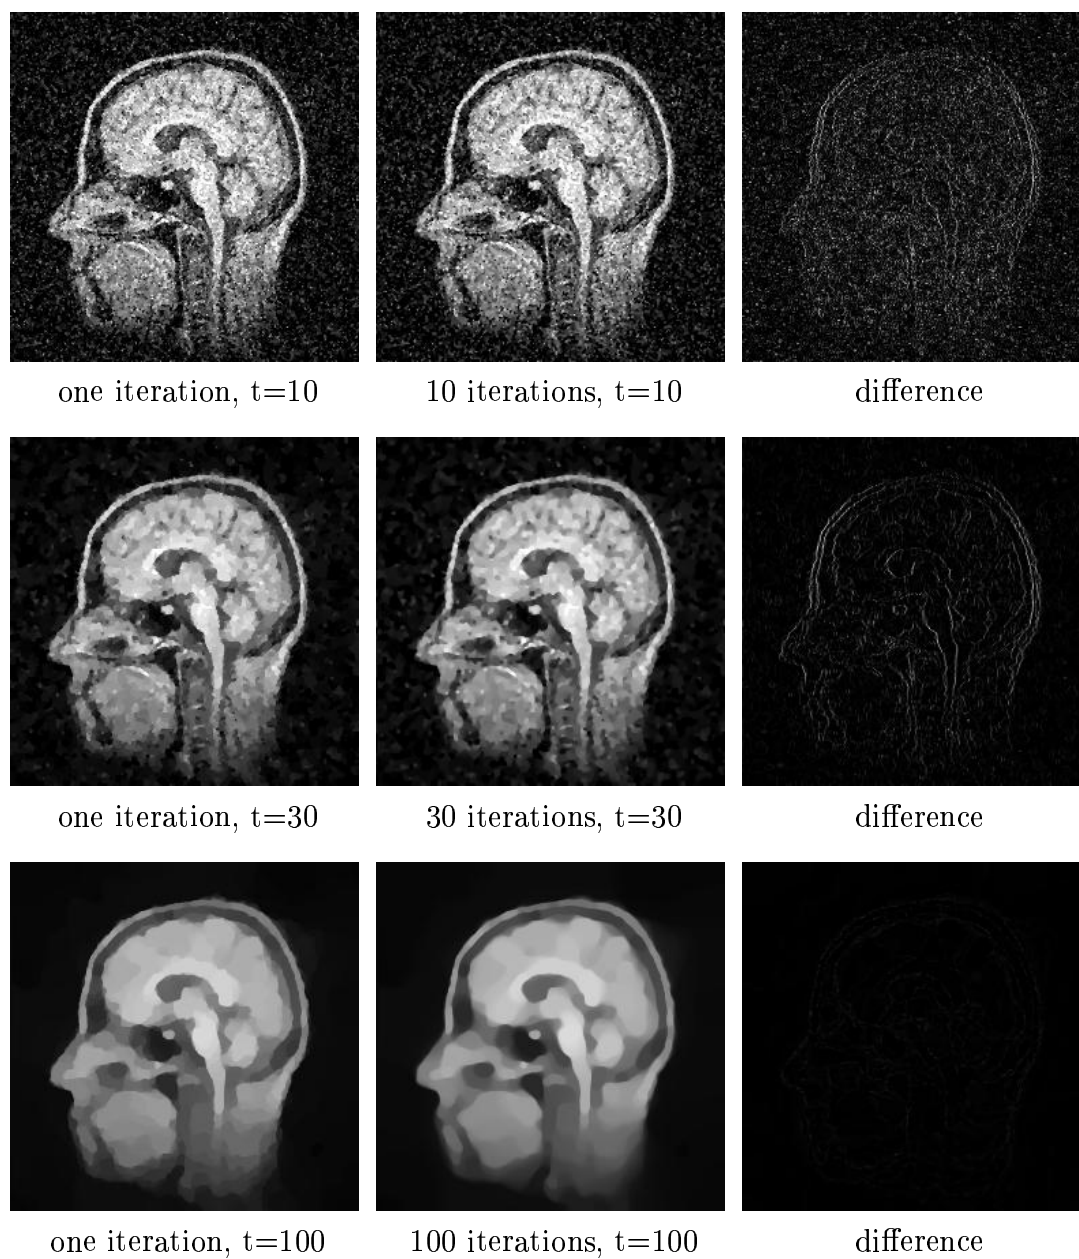 one iteration, t=10
10 iterations, t=10
difference
one iteration, t=30
30 iterations, t=30
difference
one iteration, t=100
100 iterations, t=100
difference